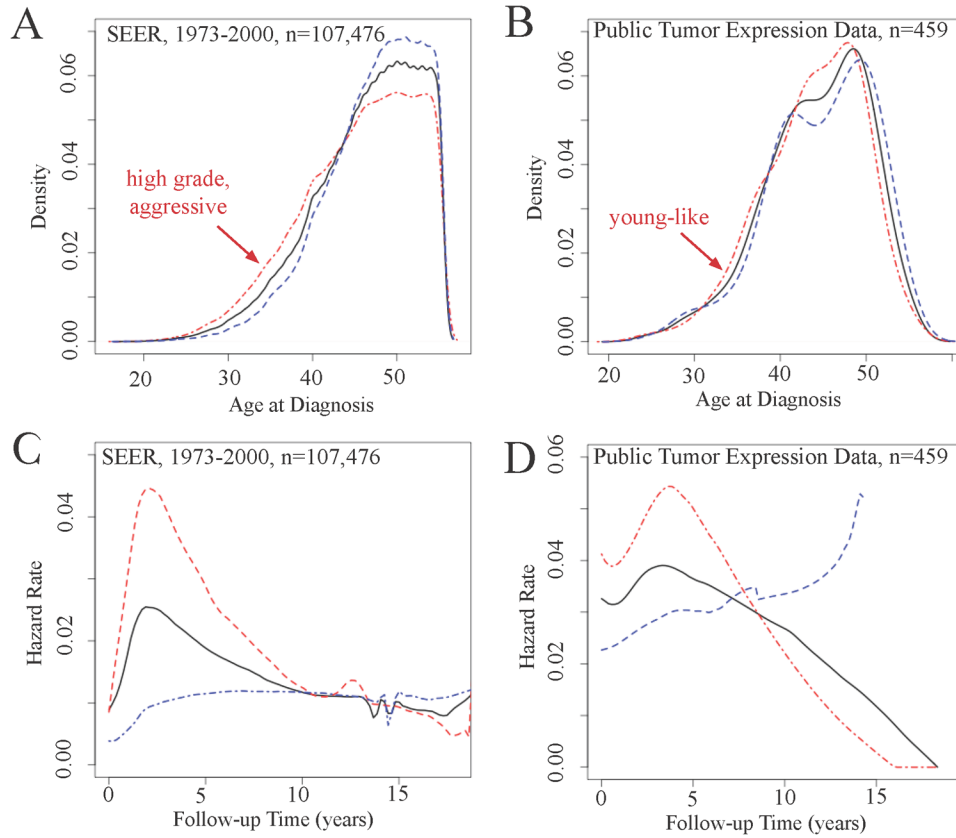 A
SEER, 1973-2000, n=107,476
0.06
0.04
0.02
0.00
Density
high grade,
aggressive
20
30
40
50
Age at Diagnosis
B
Public Tumor Expression Data, n=459
0.06
0.04
0.02
0.00
Density
young-like
20
30
40
50
60
Age at Diagnosis
C
SEER, 1973-2000, n=107,476
0.04
0.02
0.00
Hazard Rate
0
5
10
15
Follow-up Time (years)
D
Public Tumor Expression Data, n=459
0.06
0.04
0.02
0.00
Hazard Rate
0
5
10
15
Follow-up Time (years)